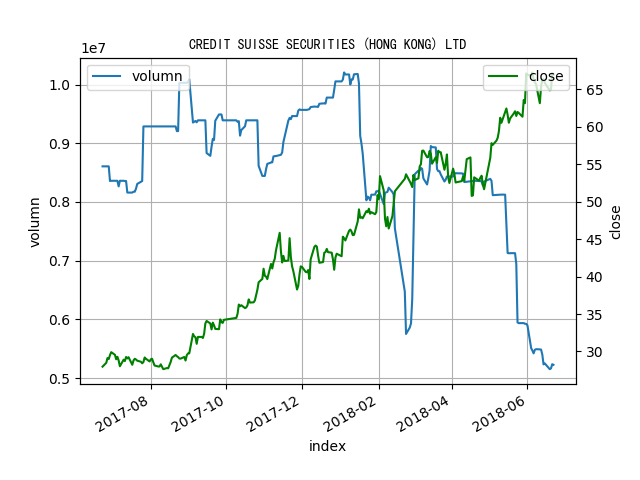 CREDIT SUISSE SECURITIES (HONG KONG) LTD
1e7
volumn
close
1.0
0.9
0.8
0.7
0.6
0.5
65
60
55
50
45
40
35
30
volumn
close
2017-08
2017-10
2017-12
2018-02
2018-04
2018-06
index